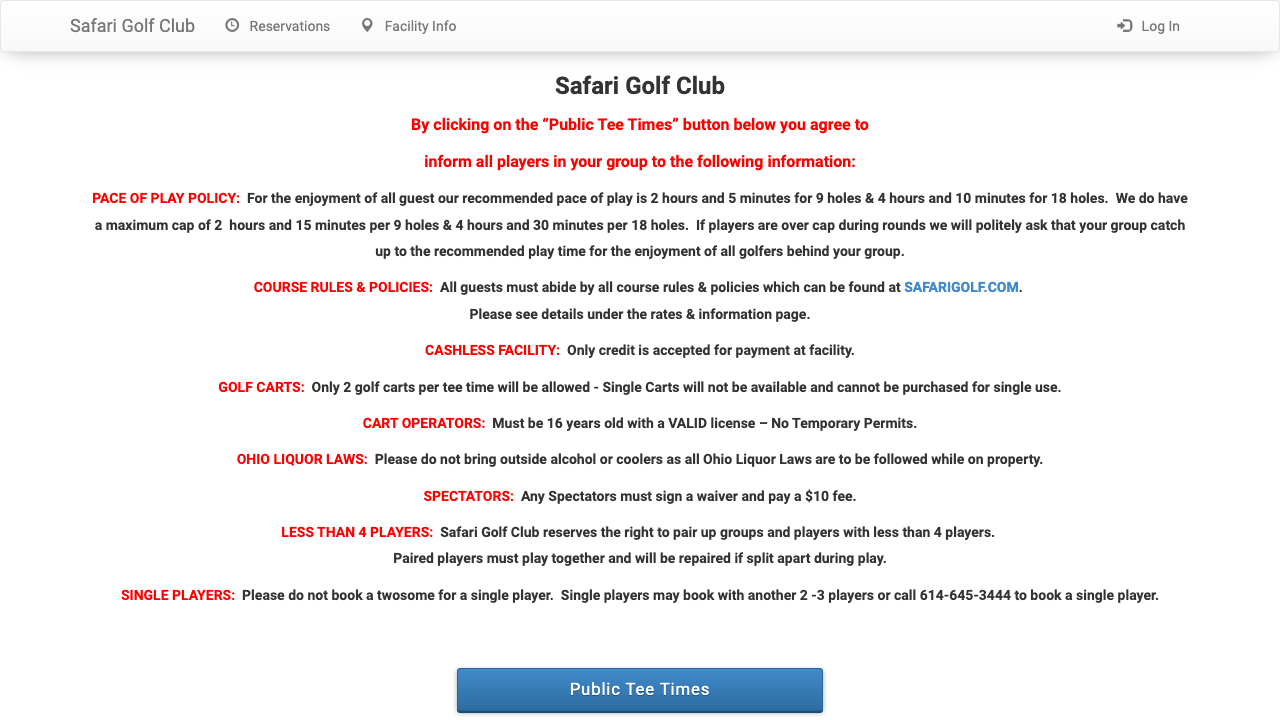 Safari Golf Club Reservations Facility Info Log In
Safari Golf Club
By clicking on the “Public Tee Times” button below you agree to
inform all players in your group to the following information:
PACE OF PLAY POLICY: For the enjoyment of all guest our recommended pace of play is 2 hours and 5 minutes for 9 holes & 4 hours and 10 minutes for 18 holes. We do have
a maximum cap of 2 hours and 15 minutes per 9 holes & 4 hours and 30 minutes per 18 holes. If players are over cap during rounds we will politely ask that your group catch
up to the recommended play time for the enjoyment of all golfers behind your group.
COURSE RULES & POLICIES: All guests must abide by all course rules & policies which can be found at SAFARIGOLF.COM.
Please see details under the rates & information page.
CASHLESS FACILITY: Only credit is accepted for payment at facility.
GOLF CARTS: Only 2 golf carts per tee time will be allowed - Single Carts will not be available and cannot be purchased for single use.
CART OPERATORS: Must be 16 years old with a VALID license – No Temporary Permits.
OHIO LIQUOR LAWS: Please do not bring outside alcohol or coolers as all Ohio Liquor Laws are to be followed while on property.
SPECTATORS: Any Spectators must sign a waiver and pay a $10 fee.
LESS THAN 4 PLAYERS: Safari Golf Club reserves the right to pair up groups and players with less than 4 players.
Paired players must play together and will be repaired if split apart during play.
SINGLE PLAYERS: Please do not book a twosome for a single player. Single players may book with another 2 -3 players or call 614-645-3444 to book a single player.
Public Tee Times